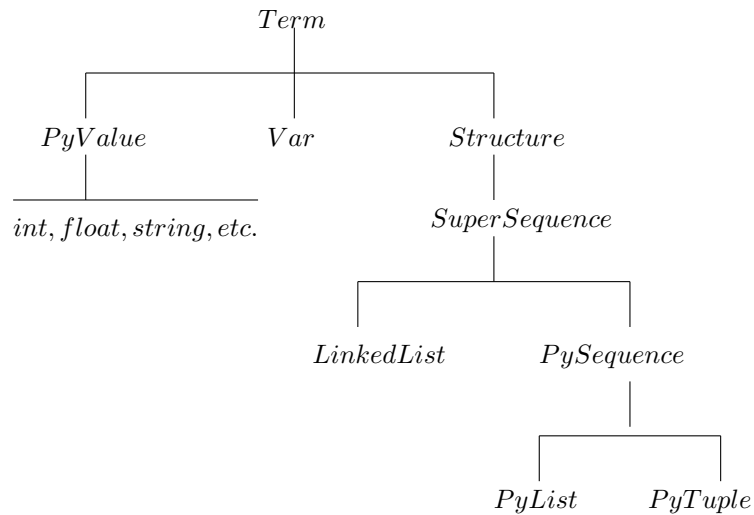 Term
PyValue Var Structure
int, float, string, etc.
SuperSequence
LinkedList PySequence
PyList PyTuple